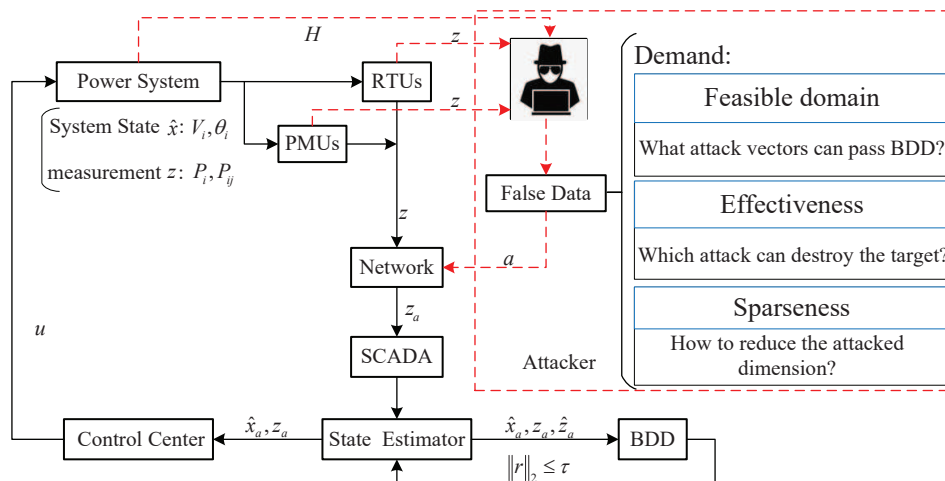 H
z
Demand:
Power System
RTUs
Feasible domain
System State x̂: V_i, θ_i
z
PMUs
What attack vectors can pass BDD?
measurement z: P_i, P_ij
False Data
Effectiveness
z
Network
a
Which attack can destroy the target?
z_a
Sparseness
u
SCADA
Attacker
How to reduce the attacked
dimension?
Control Center
x̂_a, z_a
State Estimator
x̂_a, z_a, ẑ_a
BDD
‖r‖_2 ≤ τ